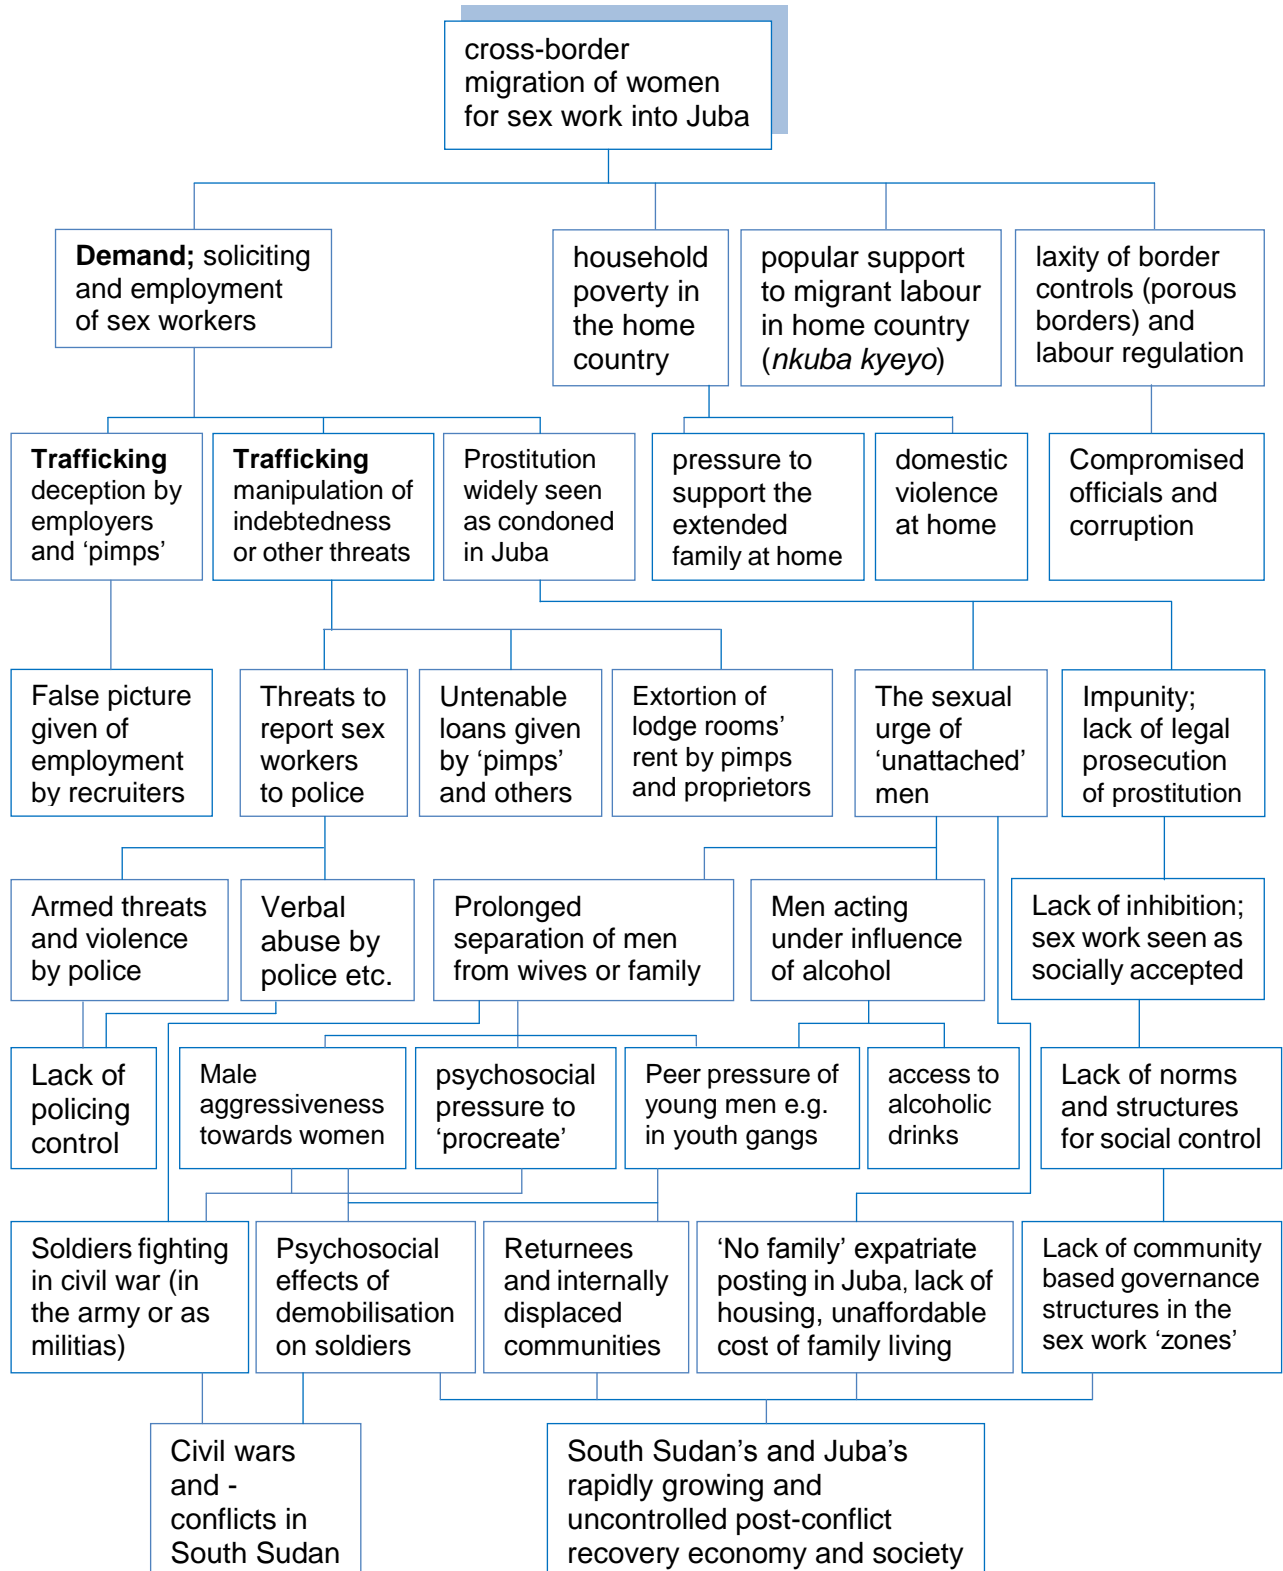 cross-border
migration of women
for sex work into Juba
Demand; soliciting
and employment
of sex workers
household
poverty in
the home
country
popular support
to migrant labour
in home country
(nkuba kyeyo)
laxity of border
controls (porous
borders) and
labour regulation
Trafficking
deception by
employers
and ‘pimps’
Trafficking
manipulation of
indebtedness
or other threats
Prostitution
widely seen
as condoned
in Juba
pressure to
support the
extended
family at home
domestic
violence
at home
Compromised
officials and
corruption
False picture
given of
employment
by recruiters
Threats to
report sex
workers
to police
Untenable
loans given
by ‘pimps’
and others
Extortion of
lodge rooms’
rent by pimps
and proprietors
The sexual
urge of
‘unattached’
men
Impunity;
lack of legal
prosecution
of prostitution
Armed threats
and violence
by police
Verbal
abuse by
police etc.
Prolonged
separation of men
from wives or family
Men acting
under influence
of alcohol
Lack of inhibition;
sex work seen as
socially accepted
Lack of
policing
control
Male
aggressiveness
towards women
psychosocial
pressure to
‘procreate’
Peer pressure of
young men e.g.
in youth gangs
access to
alcoholic
drinks
Lack of norms
and structures
for social control
Soldiers fighting
in civil war (in
the army or as
militias)
Psychosocial
effects of
demobilisation
on soldiers
Returnees
and internally
displaced
communities
‘No family’ expatriate
posting in Juba, lack of
housing, unaffordable
cost of family living
Lack of community
based governance
structures in the
sex work ‘zones’
Civil wars
and -
conflicts in
South Sudan
South Sudan’s and Juba’s
rapidly growing and
uncontrolled post-conflict
recovery economy and society